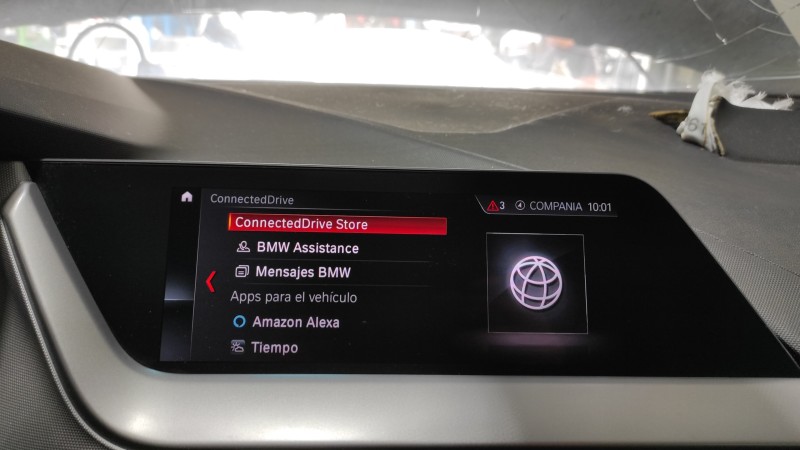 ConnectedDrive
3 COMPANIA 10:01
ConnectedDrive Store
BMW Assistance
Mensajes BMW
Apps para el vehículo
Amazon Alexa
Tiempo